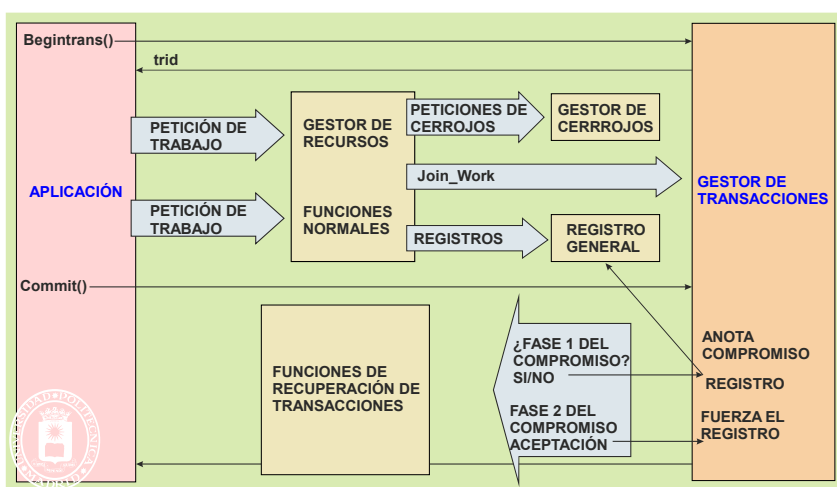 Begintrans()
trid
PETICIÓN DE
TRABAJO
GESTOR DE
RECURSOS
PETICIONES DE
CERROJOS
GESTOR DE
CERRROJOS
APLICACIÓN
Join_Work
GESTOR DE
TRANSACCIONES
PETICIÓN DE
TRABAJO
FUNCIONES
NORMALES
REGISTROS
REGISTRO
GENERAL
Commit()
FUNCIONES DE
RECUPERACIÓN DE
TRANSACCIONES
¿FASE 1 DEL
COMPROMISO?
SI/NO
ANOTA
COMPROMISO
REGISTRO
FASE 2 DEL
COMPROMISO
ACEPTACIÓN
FUERZA EL
REGISTRO